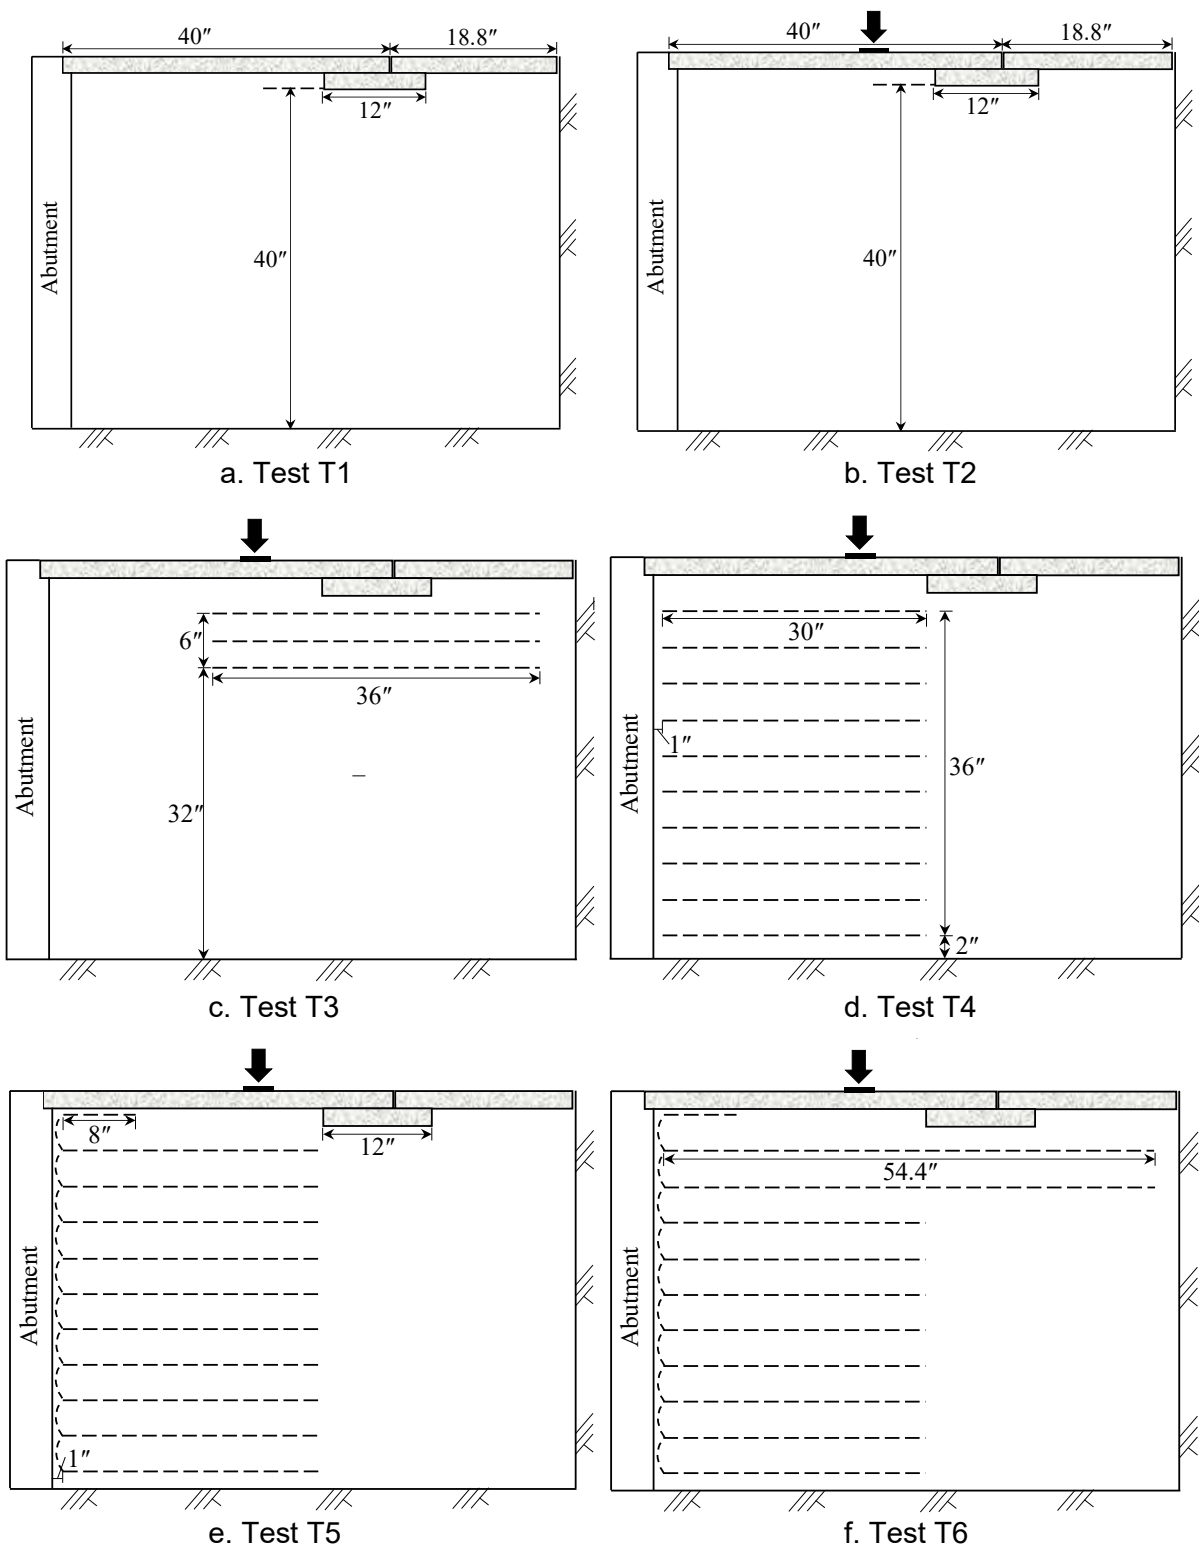 40″
18.8″
12″
40″
Abutment
a. Test T1
40″
18.8″
12″
40″
Abutment
b. Test T2
6″
36″
32″
Abutment
c. Test T3
30″
1″
36″
2″
Abutment
d. Test T4
8″
12″
Abutment
1″
e. Test T5
54.4″
Abutment
f. Test T6